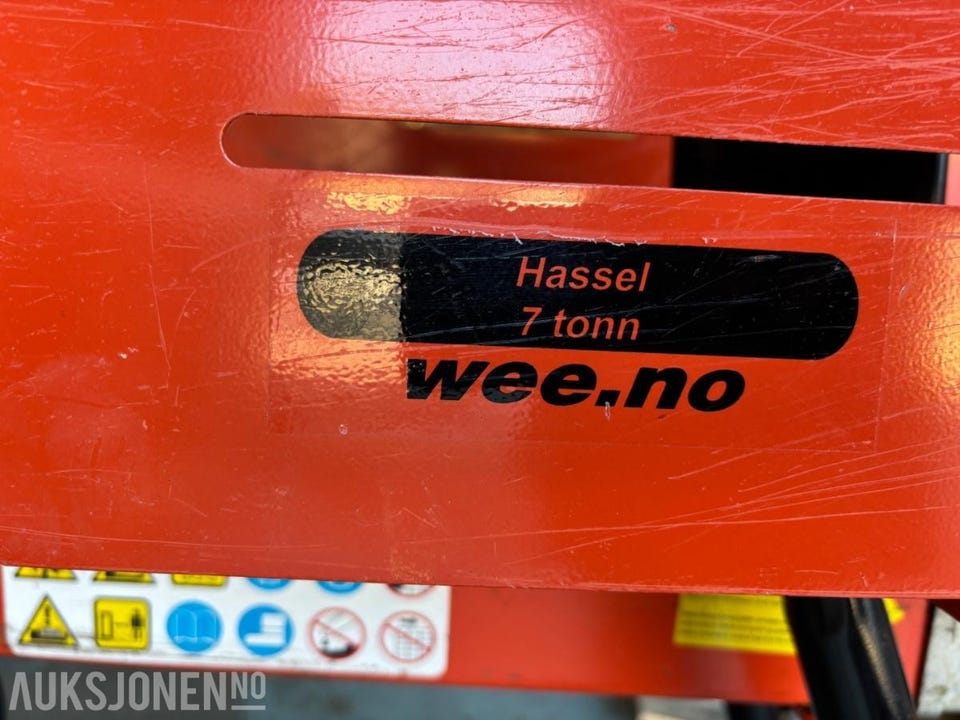 Hassel
7 tonn
wee.no
AUKSJONEN.NO